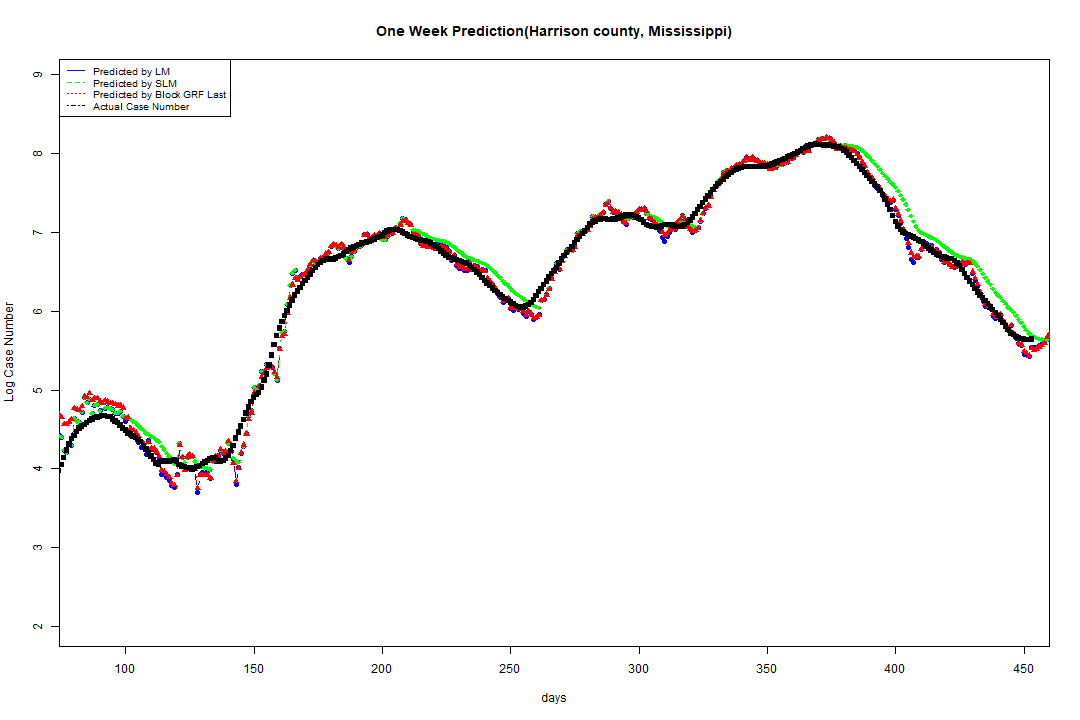 One Week Prediction(Harrison county, Mississippi)
Predicted by LM
Predicted by SLM
Predicted by Block GRF Last
Actual Case Number
9
8
7
6
5
4
3
2
Log Case Number
100 150 200 250 300 350 400 450
days